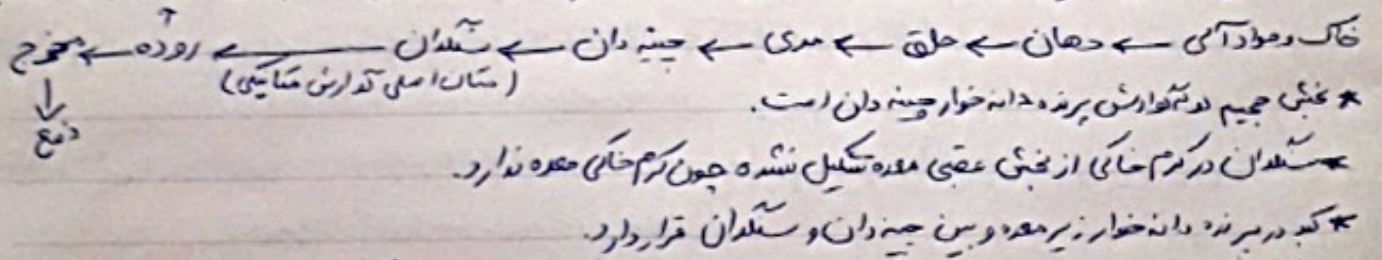 خاک و مواد آلی ← دهان ← حلق ← مری ← چینه دان ← سنگدان ← روده ← مخرج
(مکان اصلی گوارش مکانیکی)
↓
دفع
* بخش حجیم لوله گوارش پرنده دانه خوار چینه دان است.
* سنگدان در کرم خاکی از بخش عقبی معده تشکیل نشده چون کرم خاکی معده ندارد.
* کبد در پرنده دانه خوار زیر معده و بین چینه دان و سنگدان قرار دارد.